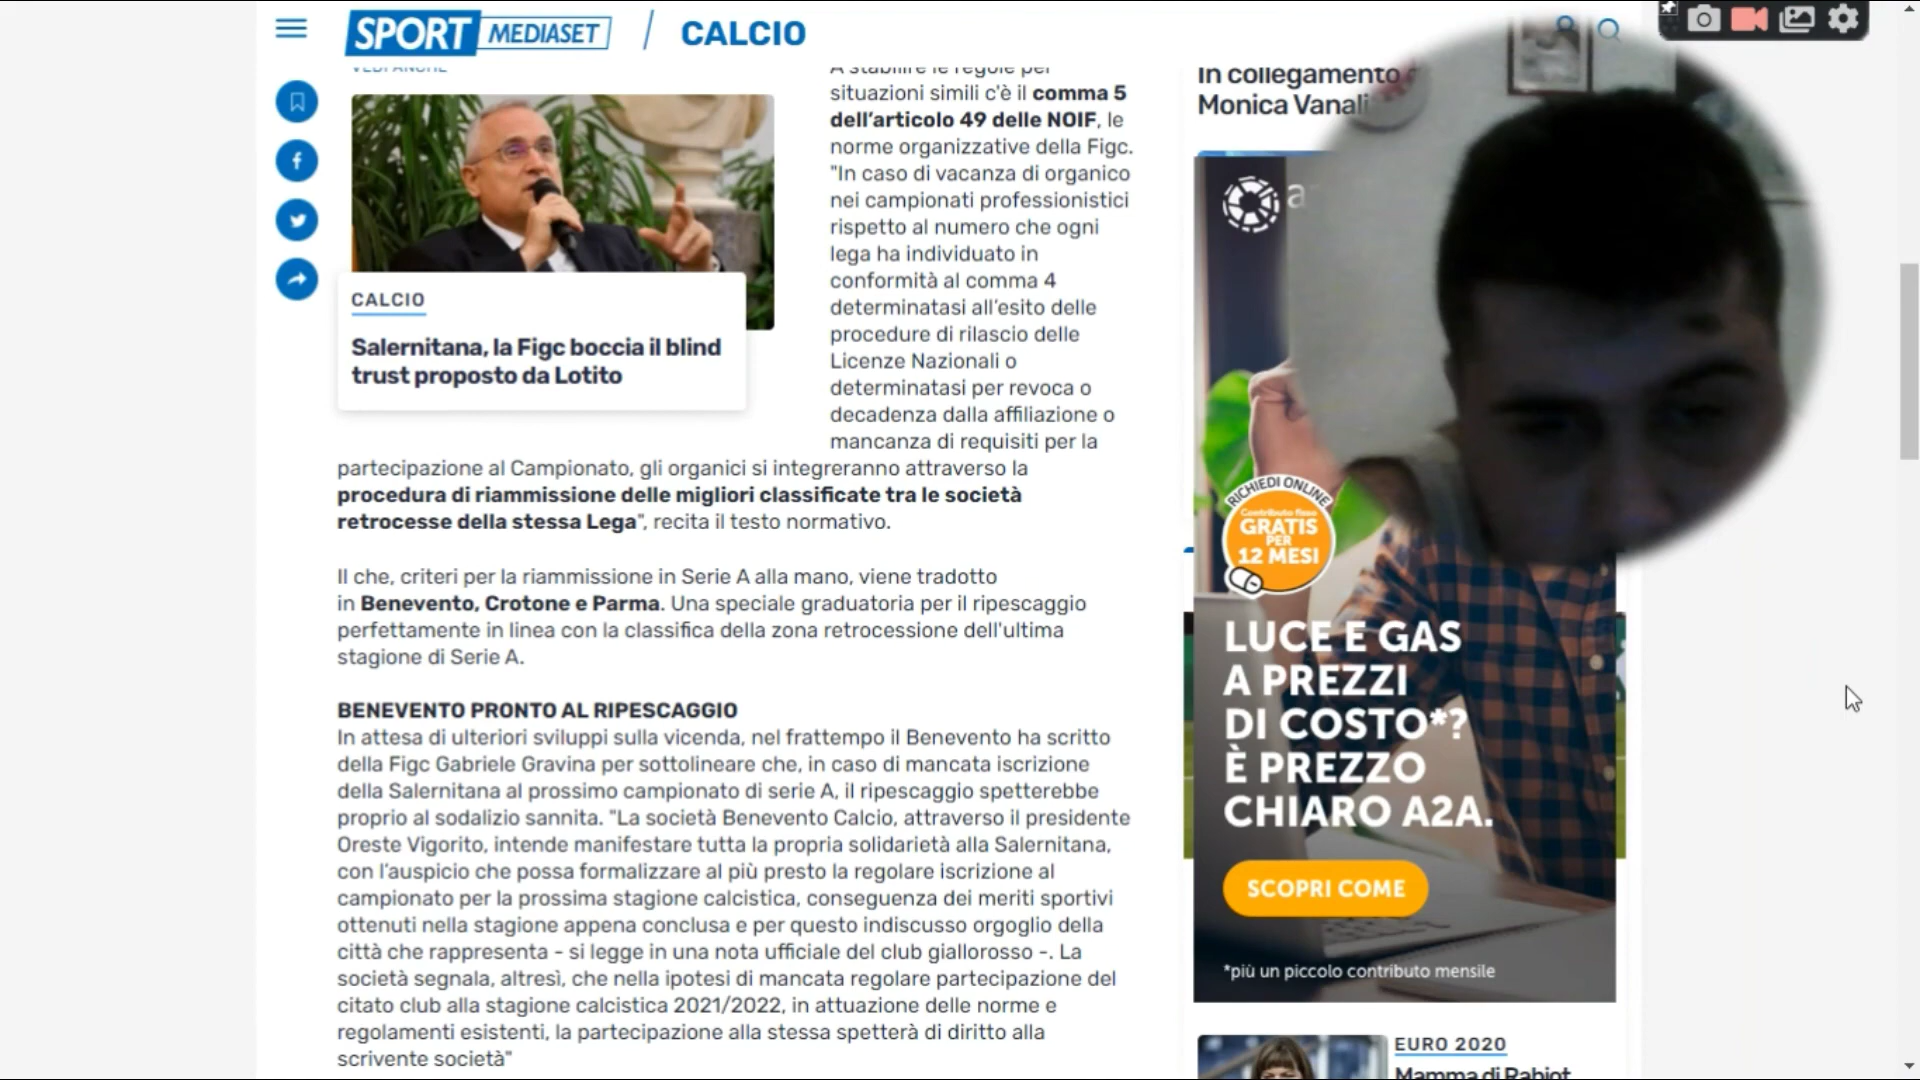 SPORT MEDIASET / CALCIO
VEDI ANCHE
CALCIO
Salernitana, la Figc boccia il blind
trust proposto da Lotito
A stabilire le regole per
situazioni simili c'è il comma 5
dell'articolo 49 delle NOIF, le
norme organizzative della Figc.
"In caso di vacanza di organico
nei campionati professionistici
rispetto al numero che ogni
lega ha individuato in
conformità al comma 4
determinatasi all'esito delle
procedure di rilascio delle
Licenze Nazionali o
determinatasi per revoca o
decadenza dalla affiliazione o
mancanza di requisiti per la
partecipazione al Campionato, gli organici si integreranno attraverso la
procedura di riammissione delle migliori classificate tra le società
retrocesse della stessa Lega", recita il testo normativo.
Il che, criteri per la riammissione in Serie A alla mano, viene tradotto
in Benevento, Crotone e Parma. Una speciale graduatoria per il ripescaggio
perfettamente in linea con la classifica della zona retrocessione dell'ultima
stagione di Serie A.
BENEVENTO PRONTO AL RIPESCAGGIO
In attesa di ulteriori sviluppi sulla vicenda, nel frattempo il Benevento ha scritto
della Figc Gabriele Gravina per sottolineare che, in caso di mancata iscrizione
della Salernitana al prossimo campionato di serie A, il ripescaggio spetterebbe
proprio al sodalizio sannita. "La società Benevento Calcio, attraverso il presidente
Oreste Vigorito, intende manifestare tutta la propria solidarietà alla Salernitana,
con l'auspicio che possa formalizzare al più presto la regolare iscrizione al
campionato per la prossima stagione calcistica, conseguenza dei meriti sportivi
ottenuti nella stagione appena conclusa e per questo indiscusso orgoglio della
città che rappresenta - si legge in una nota ufficiale del club giallorosso -. La
società segnala, altresì, che nella ipotesi di mancata regolare partecipazione del
citato club alla stagione calcistica 2021/2022, in attuazione delle norme e
regolamenti esistenti, la partecipazione alla stessa spetterà di diritto alla
scrivente società"
In collegamento
Monica Vanali
a
RICHIEDI ONLINE
Contributo fisso
GRATIS
PER
12 MESI
LUCE E GAS
A PREZZI
DI COSTO*?
È PREZZO
CHIARO A2A.
SCOPRI COME
*più un piccolo contributo mensile
EURO 2020
Mamma di Rabiot